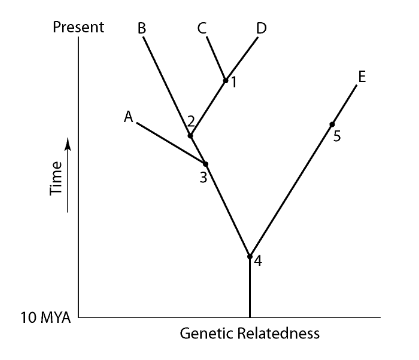 Present
B
C
D
E
1
A
2
5
3
Time
4
10 MYA
Genetic Relatedness